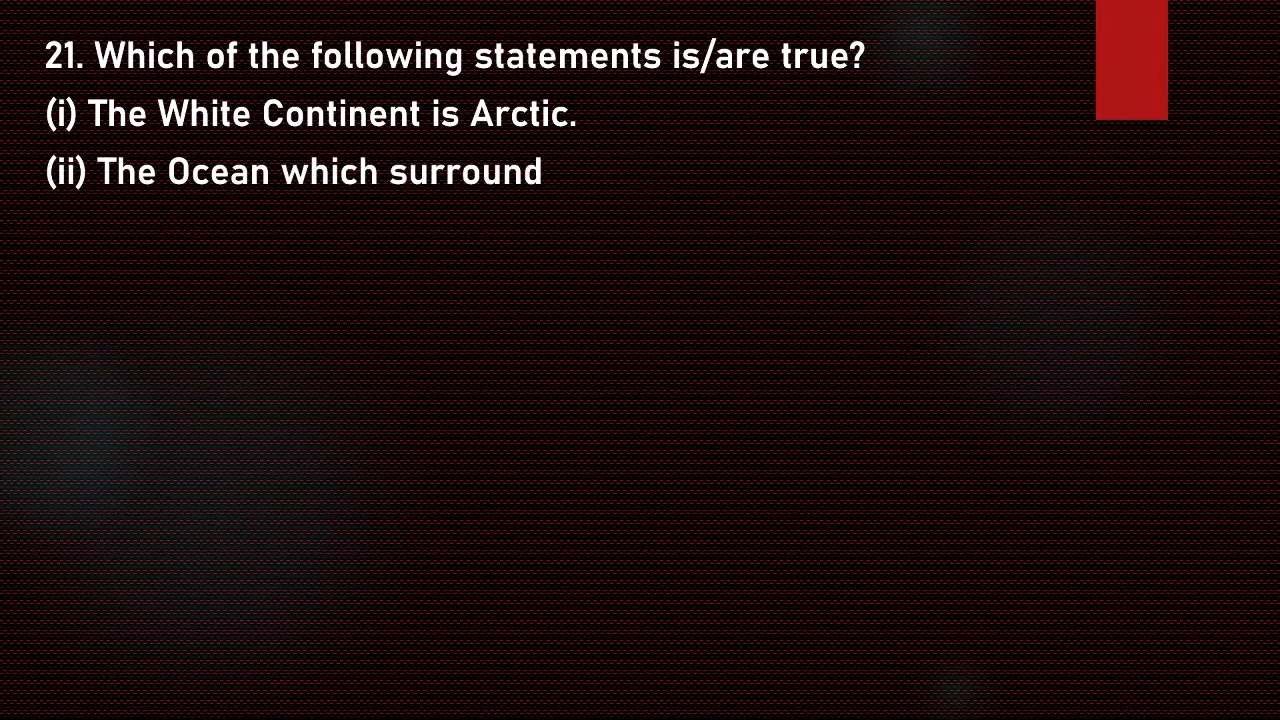 21. Which of the following statements is/are true?
(i) The White Continent is Arctic.
(ii) The Ocean which surround